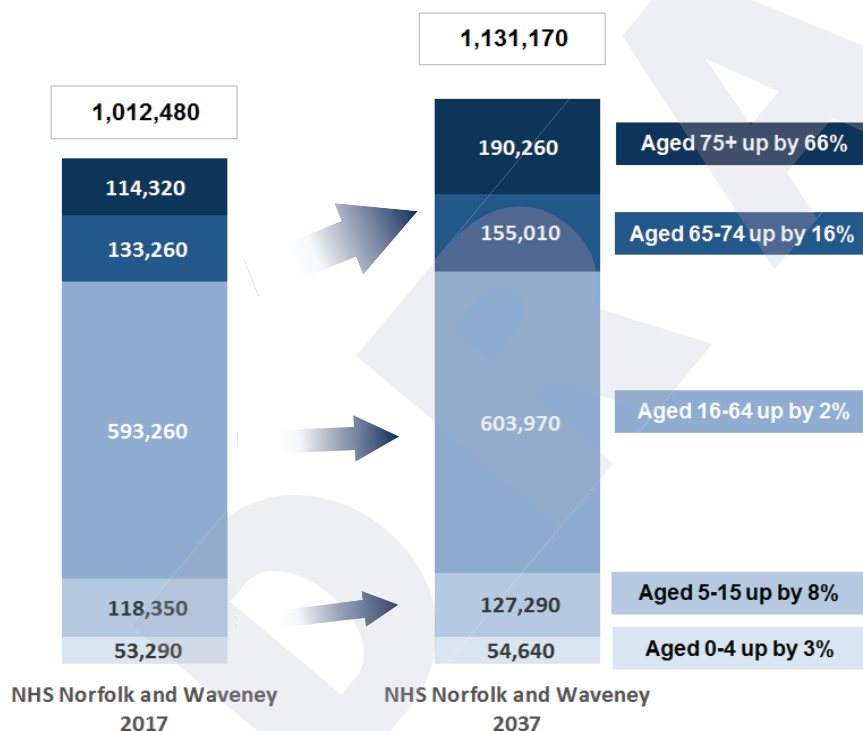 1,131,170
1,012,480
190,260
Aged 75+ up by 66%
114,320
155,010
Aged 65-74 up by 16%
133,260
593,260
603,970
Aged 16-64 up by 2%
118,350
127,290
Aged 5-15 up by 8%
53,290
54,640
Aged 0-4 up by 3%
NHS Norfolk and Waveney
2017
NHS Norfolk and Waveney
2037